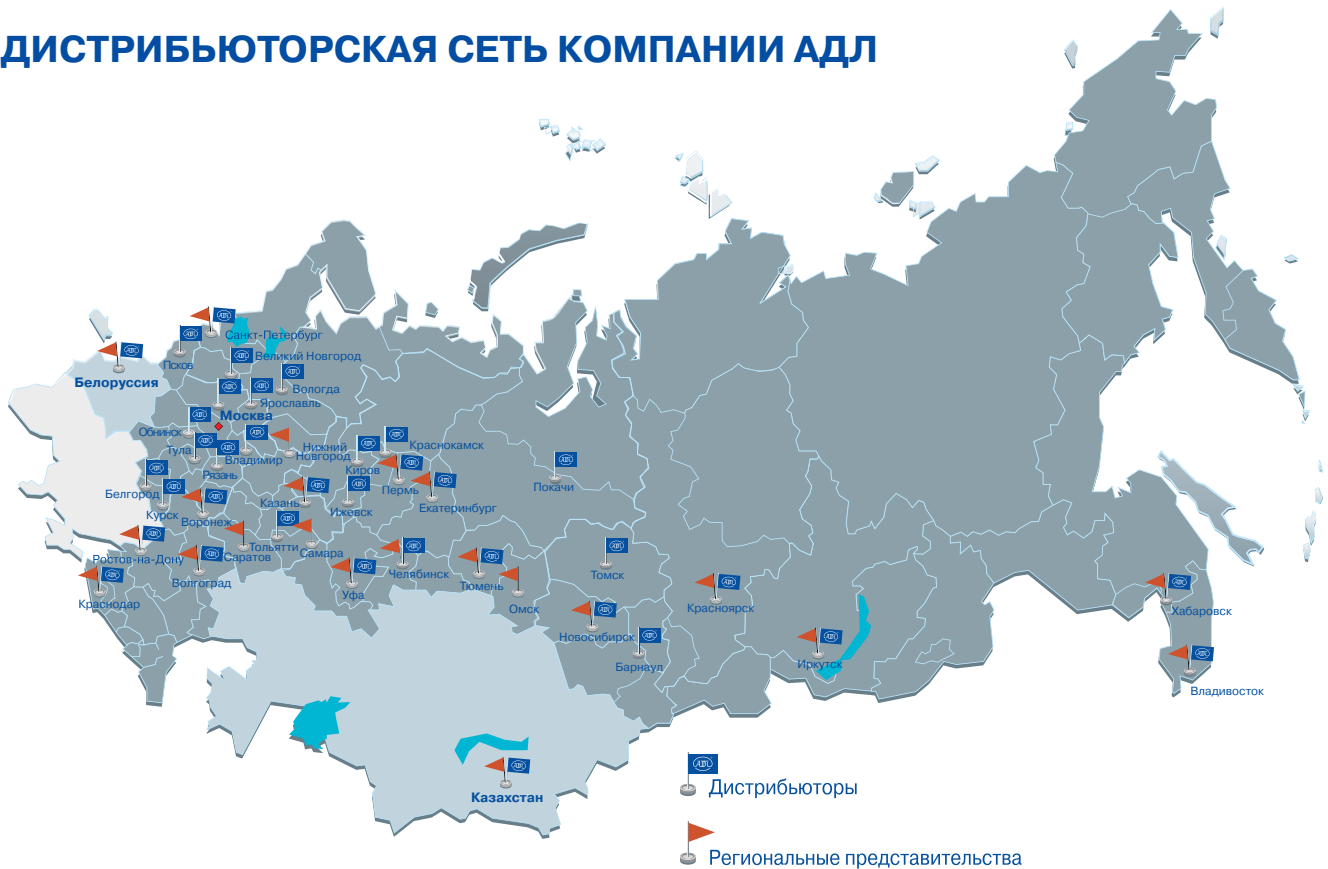 ДИСТРИБЬЮТОРСКАЯ СЕТЬ КОМПАНИИ АДЛ
Санкт-Петербург
Псков
Великий Новгород
Белоруссия
Вологда
Ярославль
Москва
Обнинск
Тула
Рязань
Владимир
Нижний
Новгород
Краснокамск
Киров
Пермь
Екатеринбург
Покачи
Белгород
Курск
Воронеж
Казань
Ижевск
Ростов-на-Дону
Саратов
Тольятти
Самара
Волгоград
Краснодар
Уфа
Челябинск
Тюмень
Омск
Томск
Новосибирск
Барнаул
Красноярск
Иркутск
Хабаровск
Владивосток
Казахстан
Дистрибьюторы
Региональные представительства